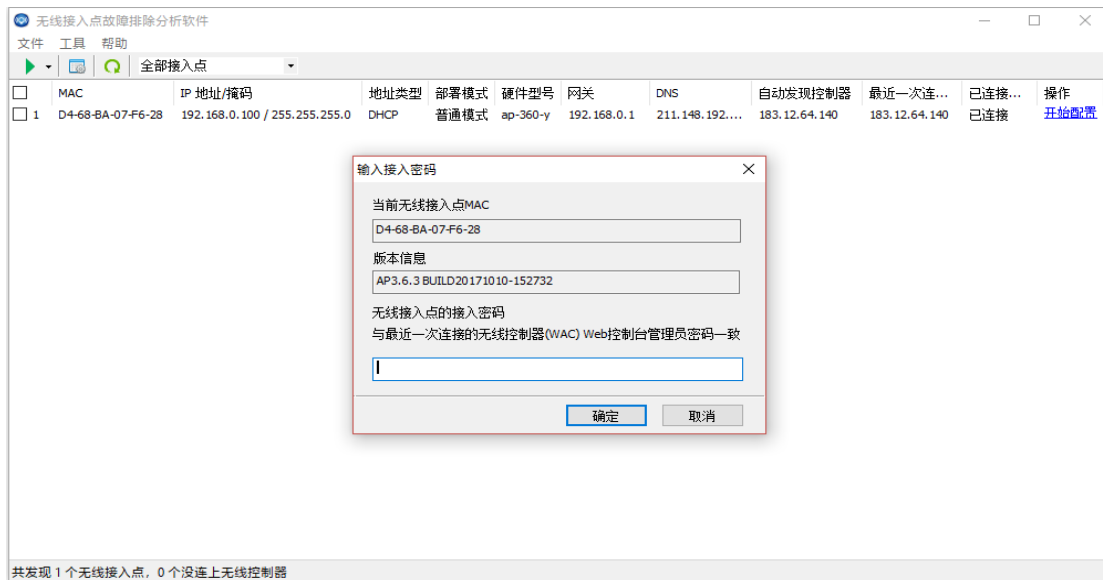 无线接入点故障排除分析软件
文件 工具 帮助
全部接入点
MAC IP 地址/掩码 地址类型 部署模式 硬件型号 网关 DNS 自动发现控制器 最近一次连... 已连接... 操作
1 D4-68-BA-07-F6-28 192.168.0.100 / 255.255.255.0 DHCP 普通模式 ap-360-y 192.168.0.1 211.148.192.... 183.12.64.140 183.12.64.140 已连接 开始配置
输入接入密码
当前无线接入点MAC
D4-68-BA-07-F6-28
版本信息
AP3.6.3 BUILD20171010-152732
无线接入点的接入密码
与最近一次连接的无线控制器(WAC) Web控制台管理员密码一致
确定 取消
共发现 1 个无线接入点, 0 个没连上无线控制器